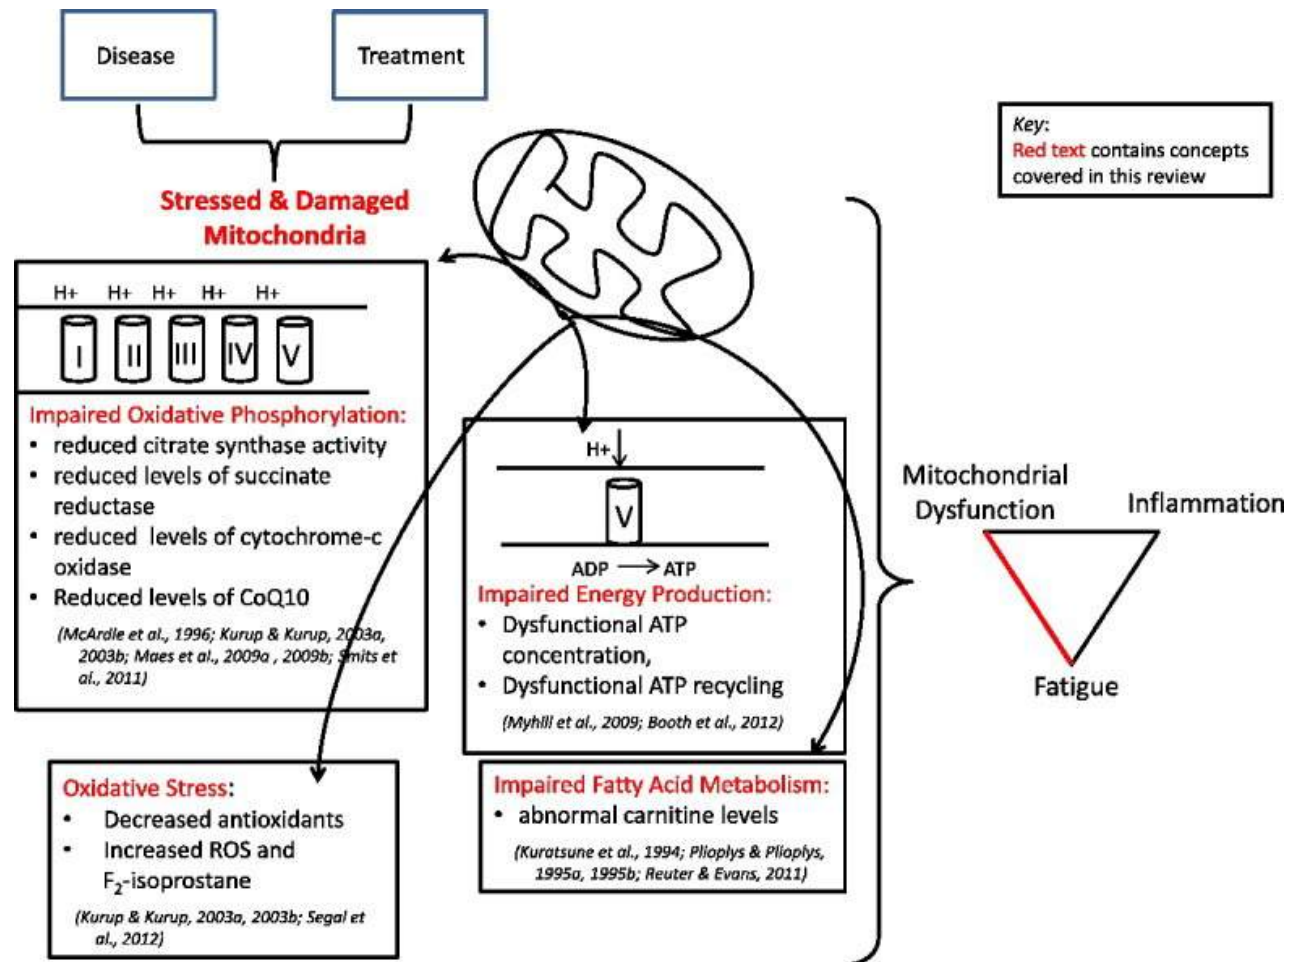 Disease
Treatment
Key:
Red text contains concepts
covered in this review
Stressed & Damaged
Mitochondria
H+ H+ H+ H+ H+
I II III IV V
Impaired Oxidative Phosphorylation:
• reduced citrate synthase activity
• reduced levels of succinate
reductase
• reduced levels of cytochrome-c
oxidase
• Reduced levels of CoQ10
(McArdle et al., 1996; Kurup & Kurup, 2003a,
2003b; Maes et al., 2009a , 2009b; Smits et
al., 2011)
H+
V
ADP ATP
Impaired Energy Production:
• Dysfunctional ATP
concentration,
• Dysfunctional ATP recycling
(Myhill et al., 2009; Booth et al., 2012)
Oxidative Stress:
• Decreased antioxidants
• Increased ROS and
F2-isoprostane
(Kurup & Kurup, 2003a, 2003b; Segal et
al., 2012)
Impaired Fatty Acid Metabolism:
• abnormal carnitine levels
(Kuratsune et al., 1994; Plioplys & Plioplys,
1995a, 1995b; Reuter & Evans, 2011)
Mitochondrial
Dysfunction
Inflammation
Fatigue